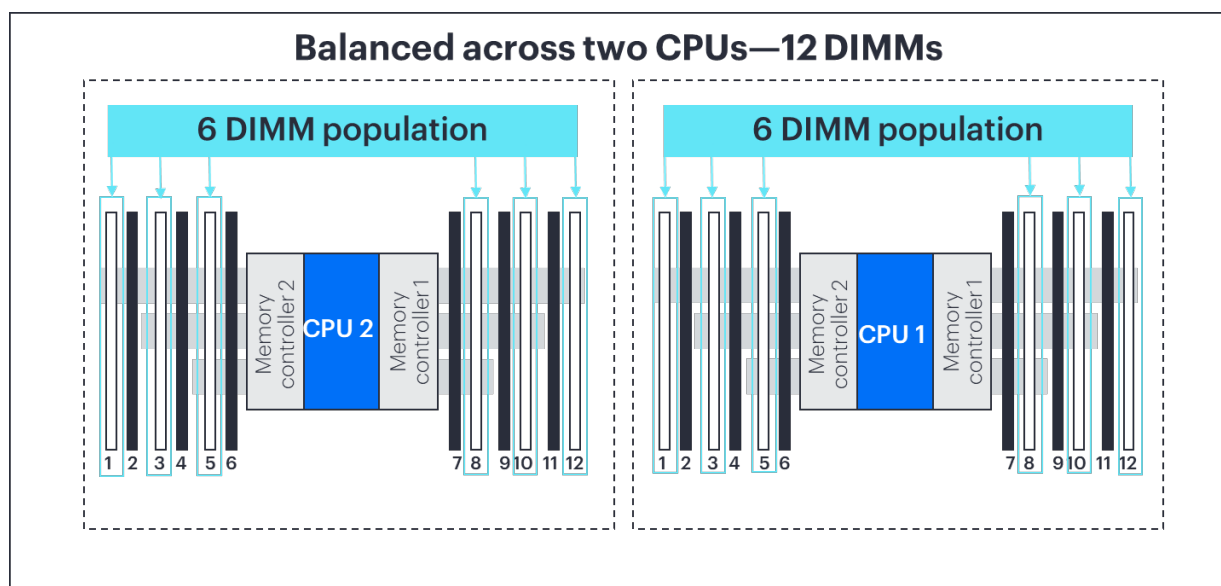 Balanced across two CPUs—12 DIMMs
6 DIMM population
Memory
controller 2
CPU 2
Memory
controller 1
1 2 3 4 5 6 7 8 9 10 11 12
6 DIMM population
Memory
controller 2
CPU 1
Memory
controller 1
1 2 3 4 5 6 7 8 9 10 11 12